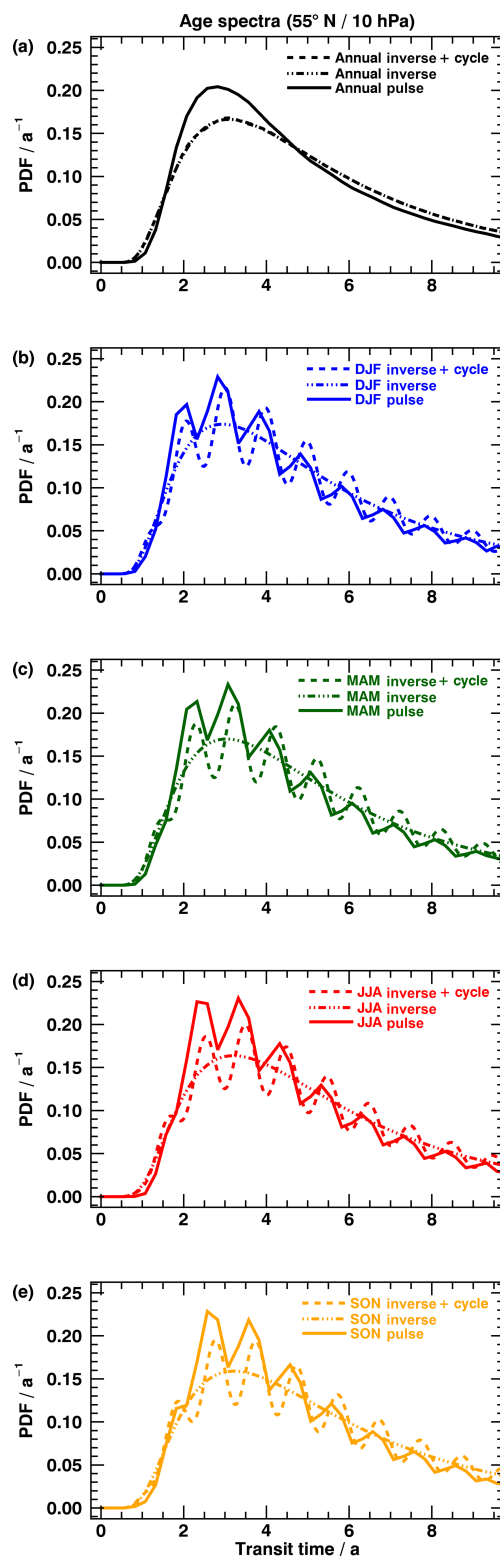 Age spectra (55° N / 10 hPa)
(a)
0.25
0.20
0.15
0.10
0.05
0.00
PDF / a⁻¹
Annual inverse + cycle
Annual inverse
Annual pulse
0 2 4 6 8
(b)
0.25
0.20
0.15
0.10
0.05
0.00
PDF / a⁻¹
DJF inverse + cycle
DJF inverse
DJF pulse
0 2 4 6 8
(c)
0.25
0.20
0.15
0.10
0.05
0.00
PDF / a⁻¹
MAM inverse + cycle
MAM inverse
MAM pulse
0 2 4 6 8
(d)
0.25
0.20
0.15
0.10
0.05
0.00
PDF / a⁻¹
JJA inverse + cycle
JJA inverse
JJA pulse
0 2 4 6 8
(e)
0.25
0.20
0.15
0.10
0.05
0.00
PDF / a⁻¹
SON inverse + cycle
SON inverse
SON pulse
0 2 4 6 8
Transit time / a